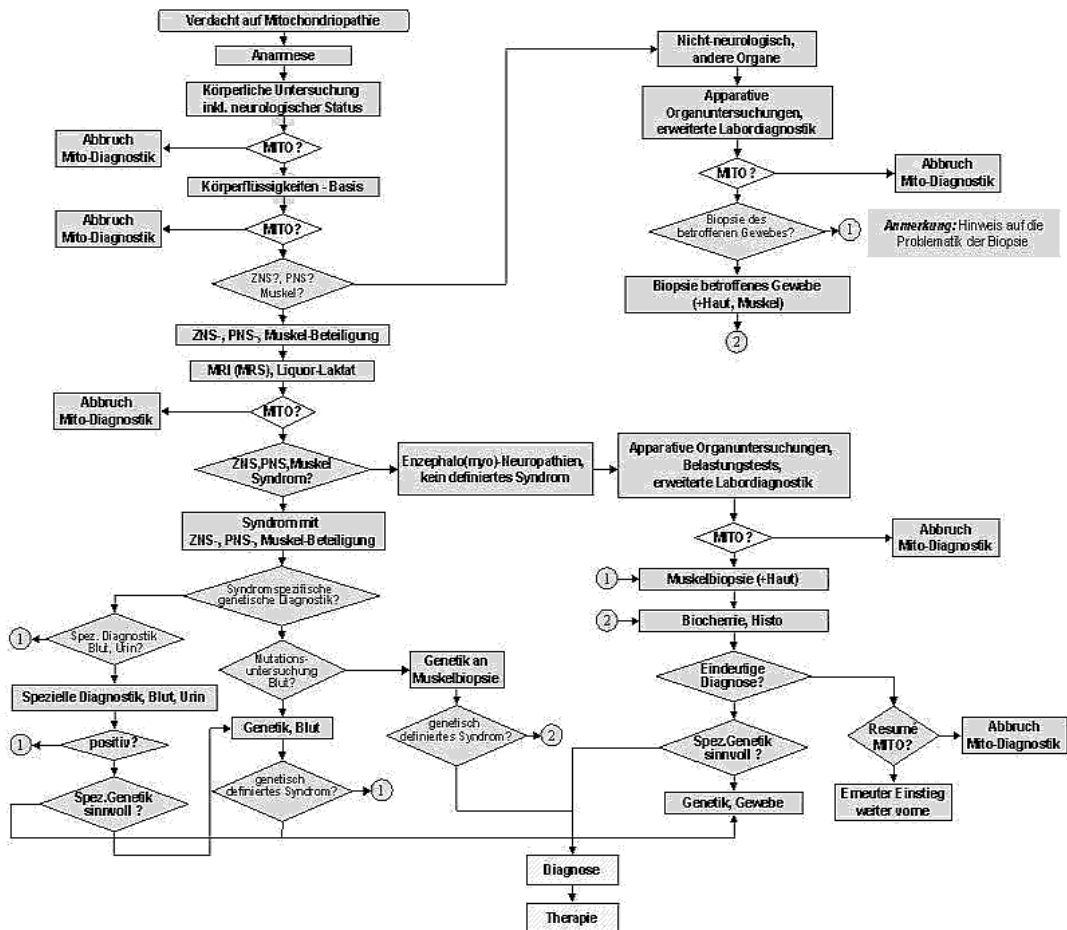 Verdacht auf Mitochondriopathie
Anamnese
Körperliche Untersuchung
inkl. neurologischer Status
Abbruch
Mito-Diagnostik
MITO?
Körperflüssigkeiten - Basis
Abbruch
Mito-Diagnostik
MITO?
ZNS?, PNS?
Muskel?
ZNS-, PNS-, Muskel-Beteiligung
MRI (MRS), Liquor-Laktat
Abbruch
Mito-Diagnostik
MITO?
ZNS,PNS,Muskel
Syndrom?
Enzephalo(myo)-Neuropathien,
kein definiertes Syndrom
Syndrom mit
ZNS-, PNS-, Muskel-Beteiligung
Syndromspezifische
genetische Diagnostik?
1
Spez. Diagnostik
Blut, Urin?
Spezielle Diagnostik, Blut, Urin
1
positiv?
Spez.Genetik
sinnvoll ?
Mutations-
untersuchung
Blut?
Genetik, Blut
genetisch
definiertes Syndrom?
1
Genetik an
Muskelbiopsie
genetisch
definiertes Syndrom?
2
Nicht-neurologisch,
andere Organe
Apparative
Organuntersuchungen,
erweiterte Labordiagnostik
MITO?
Abbruch
Mito-Diagnostik
Biopsie des
betroffenen Gewebes?
1
Anmerkung: Hinweis auf die
Problematik der Biopsie
Biopsie betroffenes Gewebe
(+Haut, Muskel)
2
Apparative Organuntersuchungen,
Belastungstests,
erweiterte Labordiagnostik
MITO?
Abbruch
Mito-Diagnostik
1
Muskelbiopsie (+Haut)
2
Biochemie, Histo
Eindeutige
Diagnose?
Spez.Genetik
sinnvoll ?
Genetik, Gewebe
Resumé
MITO?
Abbruch
Mito-Diagnostik
Erneuter Einstieg
weiter vorne
Diagnose
Therapie